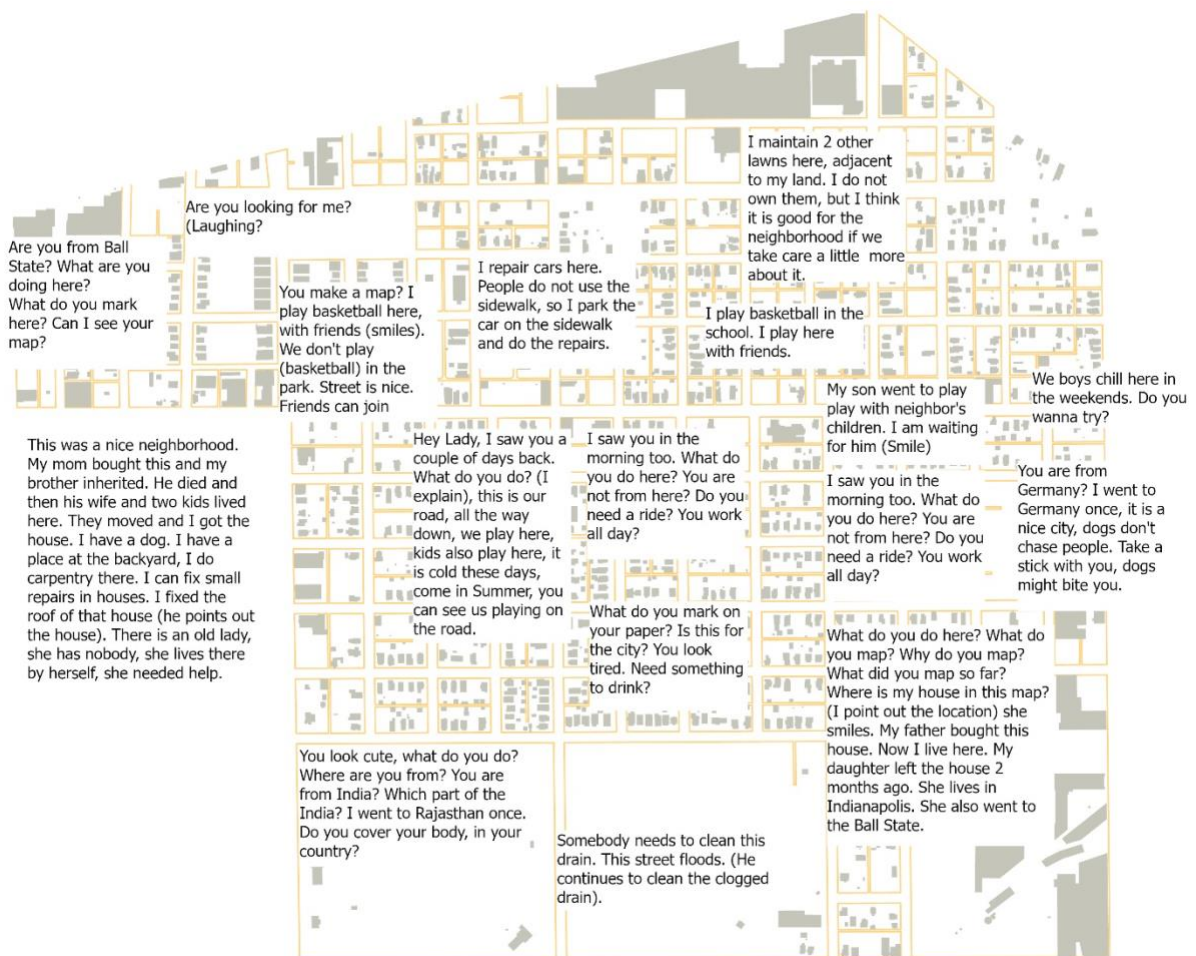 I maintain 2 other
lawns here, adjacent
to my land. I do not
own them, but I think
it is good for the
neighborhood if we
take care a little more
about it.
Are you looking for me?
(Laughing?
Are you from Ball
State? What are you
doing here?
What do you mark
here? Can I see your
map?
You make a map? I
play basketball here,
with friends (smiles).
We don't play
(basketball) in the
park. Street is nice.
Friends can join
I repair cars here.
People do not use the
sidewalk, so I park the
car on the sidewalk
and do the repairs.
I play basketball in the
school. I play here
with friends.
My son went to play
play with neighbor's
children. I am waiting
for him (Smile)
We boys chill here in
the weekends. Do you
wanna try?
This was a nice neighborhood.
My mom bought this and my
brother inherited. He died and
then his wife and two kids lived
here. They moved and I got the
house. I have a dog. I have a
place at the backyard, I do
carpentry there. I can fix small
repairs in houses. I fixed the
roof of that house (he points out
the house). There is an old lady,
she has nobody, she lives there
by herself, she needed help.
Hey Lady, I saw you a
couple of days back.
What do you do? (I
explain), this is our
road, all the way
down, we play here,
kids also play here, it
is cold these days,
come in Summer, you
can see us playing on
the road.
I saw you in the
morning too. What do
you do here? You are
not from here? Do you
need a ride? You work
all day?
I saw you in the
morning too. What do
you do here? You are
not from here? Do you
need a ride? You work
all day?
You are from
Germany? I went to
Germany once, it is a
nice city, dogs don't
chase people. Take a
stick with you, dogs
might bite you.
What do you mark on
your paper? Is this for
the city? You look
tired. Need something
to drink?
What do you do here? What do
you map? Why do you map?
What did you map so far?
Where is my house in this map?
(I point out the location) she
smiles. My father bought this
house. Now I live here. My
daughter left the house 2
months ago. She lives in
Indianapolis. She also went to
the Ball State.
You look cute, what do you do?
Where are you from? You are
from India? Which part of the
India? I went to Rajasthan once.
Do you cover your body, in your
country?
Somebody needs to clean this
drain. This street floods. (He
continues to clean the clogged
drain).